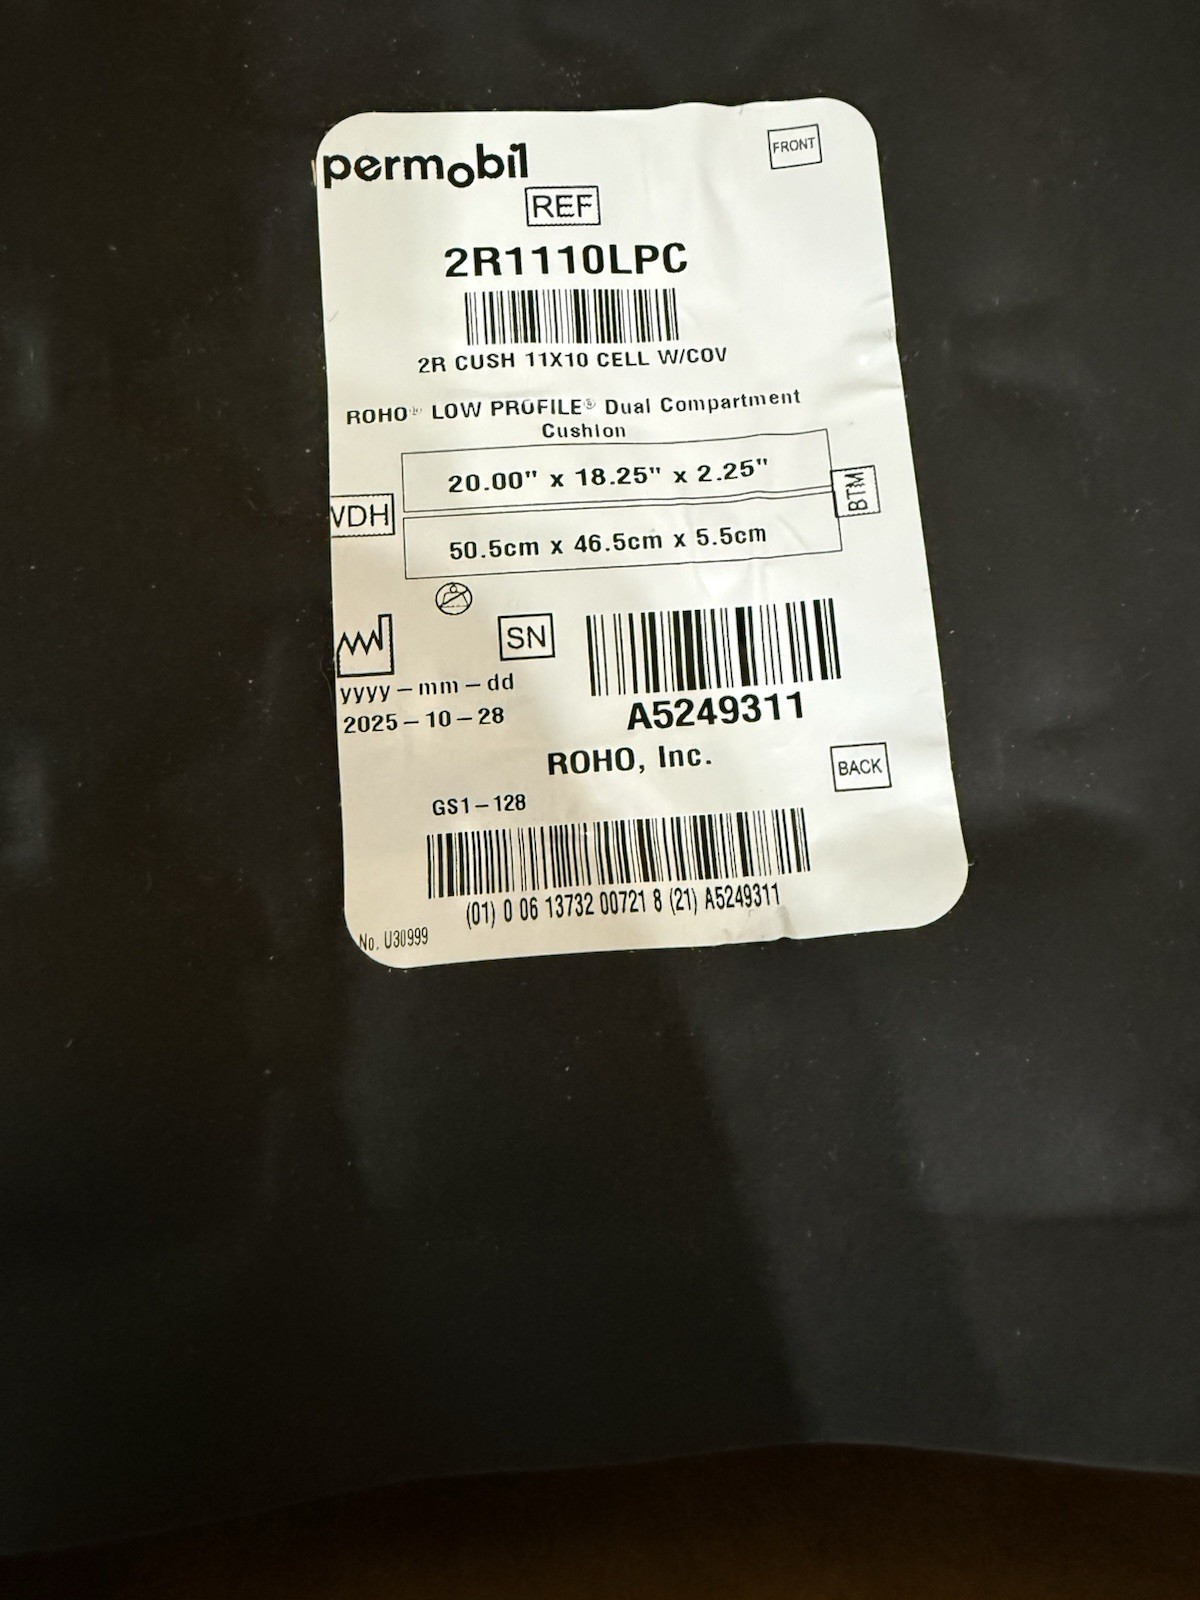 permobil
FRONT
REF
2R1110LPC
2R CUSH 11X10 CELL W/COV
ROHO® LOW PROFILE® Dual Compartment
Cushion
20.00" x 18.25" x 2.25"
WDH
BTM
50.5cm x 46.5cm x 5.5cm
SN
yyyy-mm-dd
2025-10-28
A5249311
ROHO, Inc.
BACK
GS1-128
(01) 0 06 13732 00721 8 (21) A5249311
No. U30999